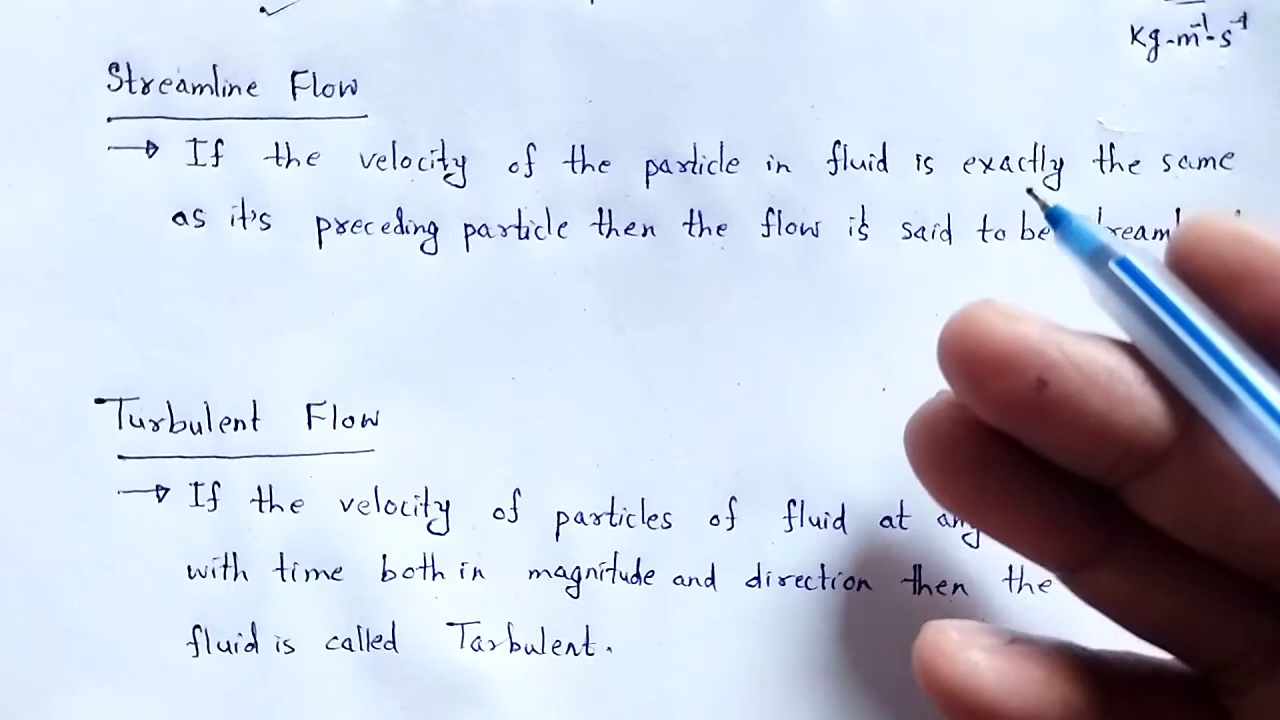 Kg-m⁻¹-s⁻¹
Streamline Flow
→ If the velocity of the particle in fluid is exactly the same
as it's preceding particle then the flow is said to be
Turbulent Flow
→ If the velocity of particles of fluid at any
with time both in magnitude and direction then the
fluid is called Tarbulent.